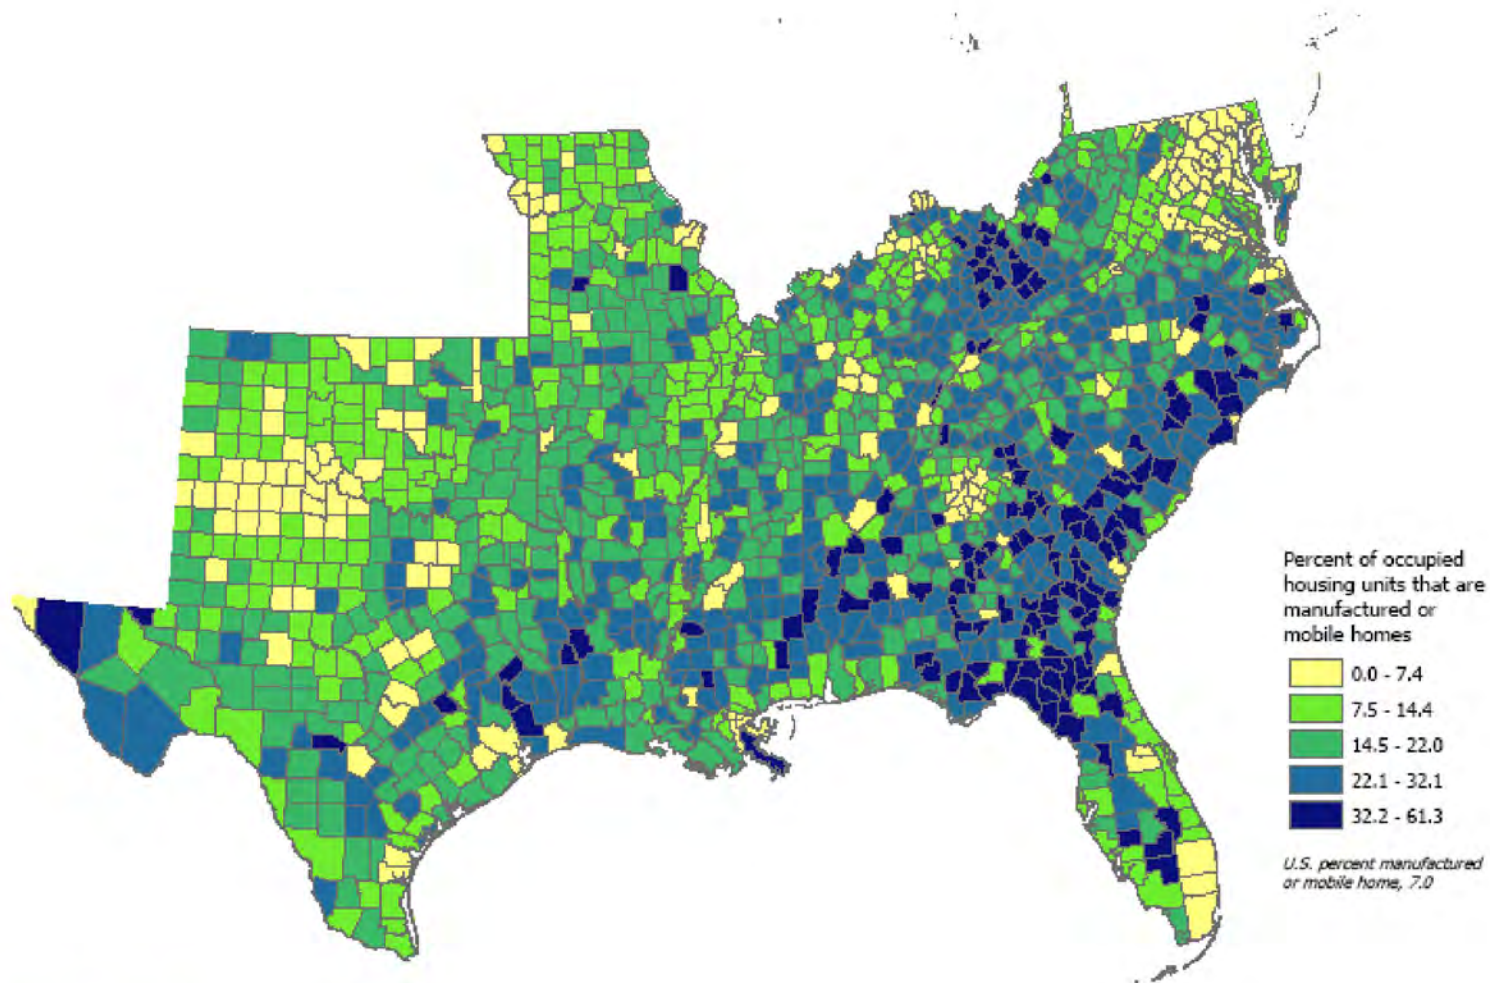 Percent of occupied
housing units that are
manufactured or
mobile homes
0.0 - 7.4
7.5 - 14.4
14.5 - 22.0
22.1 - 32.1
32.2 - 61.3
U.S. percent manufactured
or mobile home, 7.0